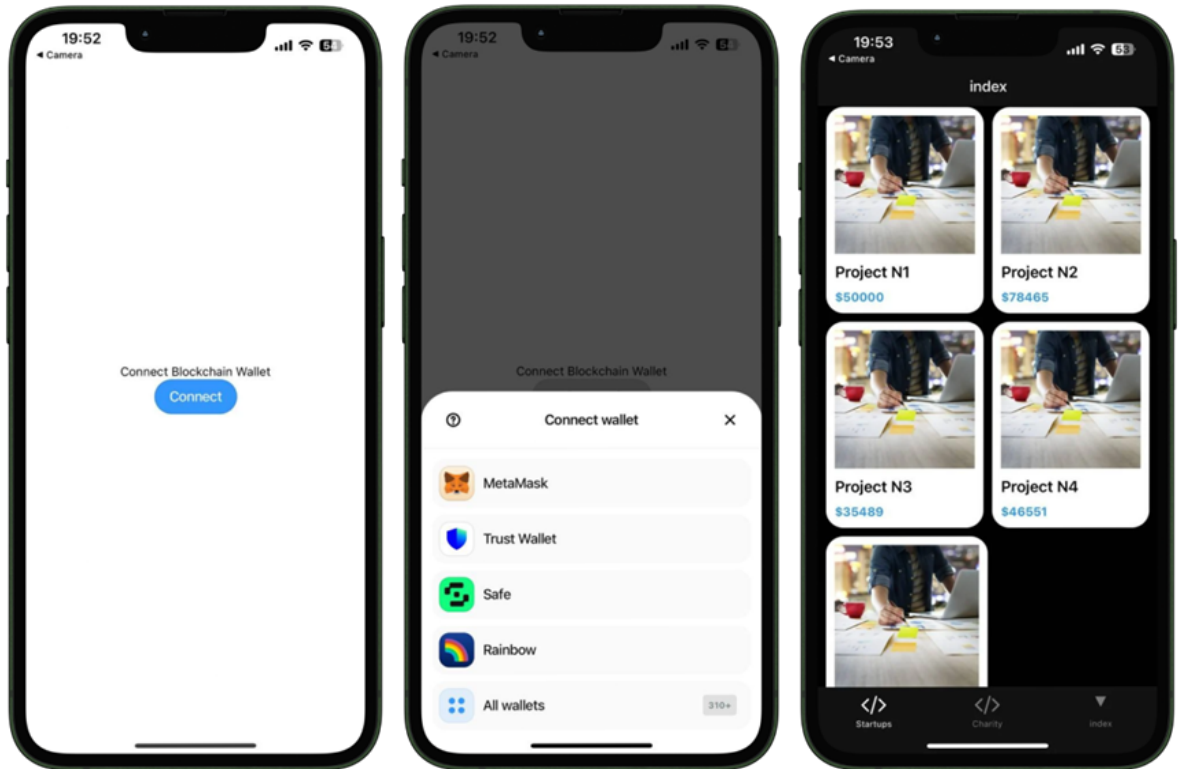 19:52
◀ Camera
54
Connect Blockchain Wallet
Connect
19:52
◀ Camera
54
Connect Blockchain Wallet
Connect wallet
MetaMask
Trust Wallet
Safe
Rainbow
All wallets
310+
19:53
◀ Camera
53
index
Project N1
$50000
Project N2
$78465
Project N3
$35489
Project N4
$46551
Startups
Charity
index